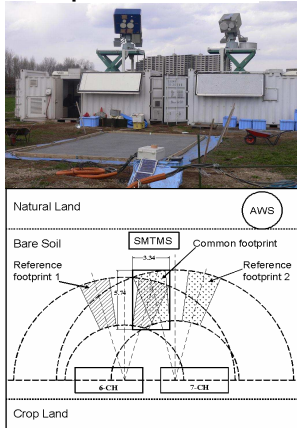 Natural Land
AWS
Bare Soil
SMTMS
3.34
Common footprint
Reference
footprint 1
Reference
footprint 2
5.74
6-CH
7-CH
Crop Land